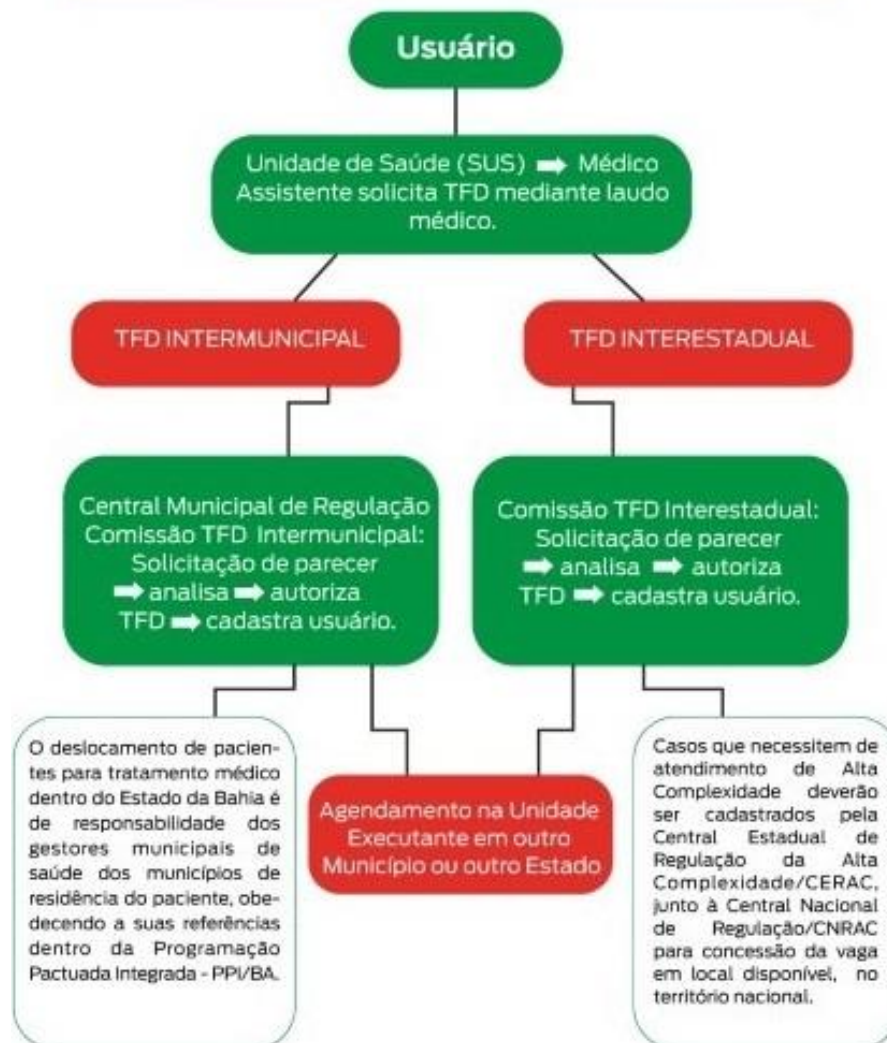 Usuário
Unidade de Saúde (SUS) ➡ Médico
Assistente solicita TFD mediante laudo
médico.
TFD INTERMUNICIPAL
TFD INTERESTADUAL
Central Municipal de Regulação
Comissão TFD Intermunicipal:
Solicitação de parecer
➡ analisa ➡ autoriza
TFD ➡ cadastra usuário.
Comissão TFD Interestadual:
Solicitação de parecer
➡ analisa ➡ autoriza
TFD ➡ cadastra usuário.
O deslocamento de pacien-
tes para tratamento médico
dentro do Estado da Bahia é
de responsabilidade dos
gestores municipais de
saúde dos municípios de
residência do paciente, obe-
decendo a suas referências
dentro da Programação
Pactuada Integrada - PPI/BA.
Agendamento na Unidade
Executante em outro
Município ou outro Estado
Casos que necessitem de
atendimento de Alta
Complexidade deverão
ser cadastrados pela
Central Estadual de
Regulação da Alta
Complexidade/CERAC,
junto à Central Nacional
de Regulação/CNRAC
para concessão da vaga
em local disponível, no
território nacional.